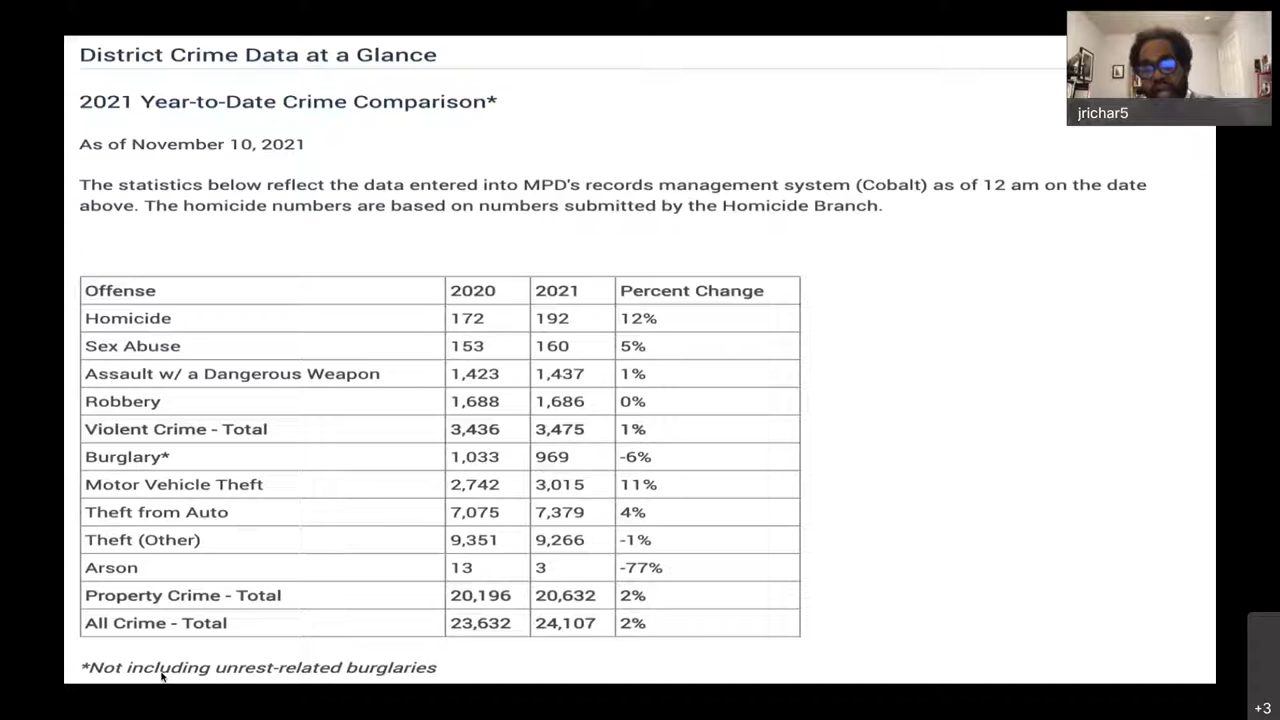 District Crime Data at a Glance
2021 Year-to-Date Crime Comparison*
As of November 10, 2021
The statistics below reflect the data entered into MPD's records management system (Cobalt) as of 12 am on the date
above. The homicide numbers are based on numbers submitted by the Homicide Branch.
Offense 2020 2021 Percent Change
Homicide 172 192 12%
Sex Abuse 153 160 5%
Assault w/ a Dangerous Weapon 1,423 1,437 1%
Robbery 1,688 1,686 0%
Violent Crime - Total 3,436 3,475 1%
Burglary* 1,033 969 -6%
Motor Vehicle Theft 2,742 3,015 11%
Theft from Auto 7,075 7,379 4%
Theft (Other) 9,351 9,266 -1%
Arson 13 3 -77%
Property Crime - Total 20,196 20,632 2%
All Crime - Total 23,632 24,107 2%
*Not including unrest-related burglaries
jrichar5
+3